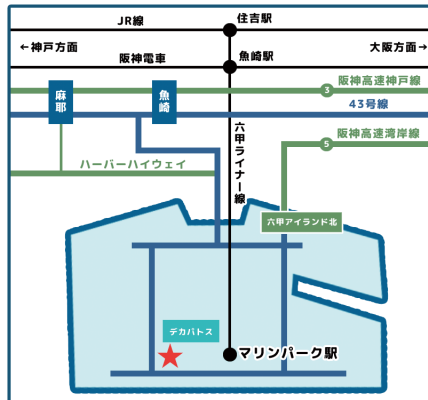 JR線
住吉駅
←神戸方面
大阪方面→
阪神電車
魚崎駅
阪神高速神戸線
3
麻耶
魚崎
43号線
六甲ライナー線
阪神高速湾岸線
5
ハーバーハイウェイ
六甲アイランド北
デカパトス
マリンパーク駅